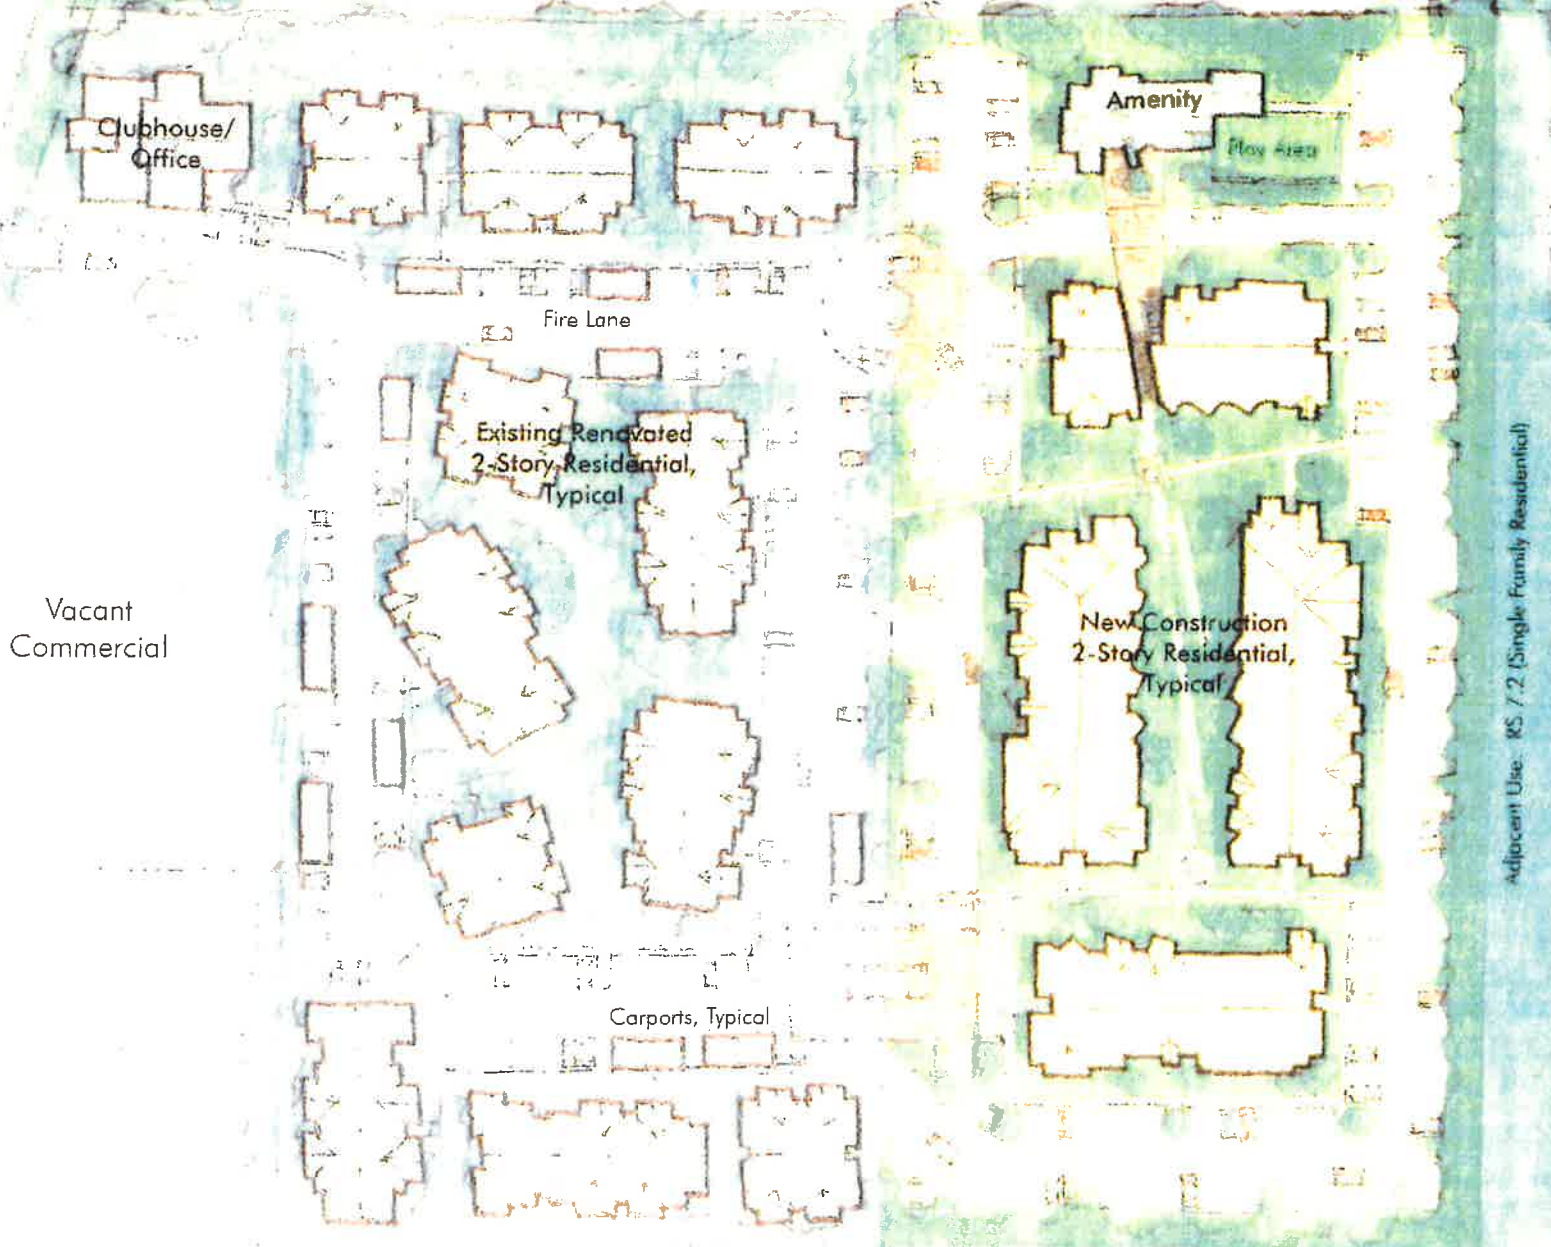 Clubhouse/
Office
Amenity
Play Area
Fire Lane
Existing Renovated
2-Story Residential,
Typical
Vacant
Commercial
New Construction
2-Story Residential,
Typical
Carports, Typical
Adjacent Use: RS 7.2 (Single Family Residential)